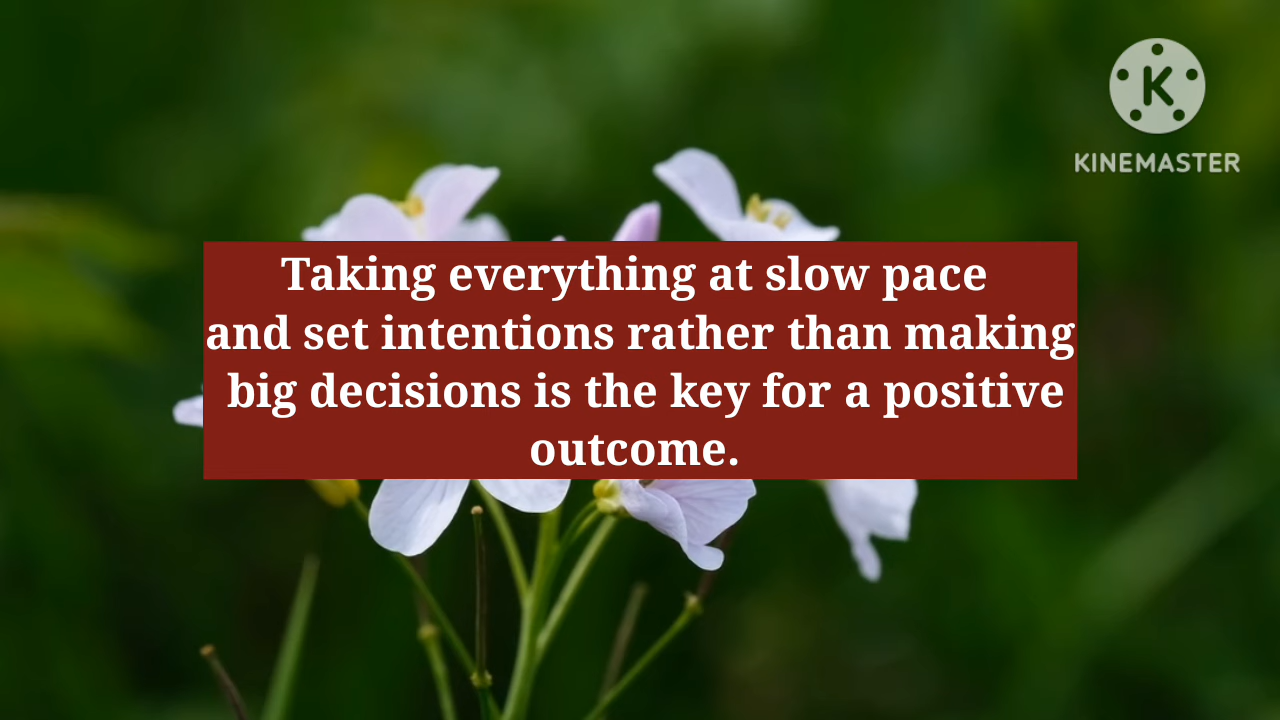 K
KINEMASTER
Taking everything at slow pace
and set intentions rather than making
big decisions is the key for a positive
outcome.